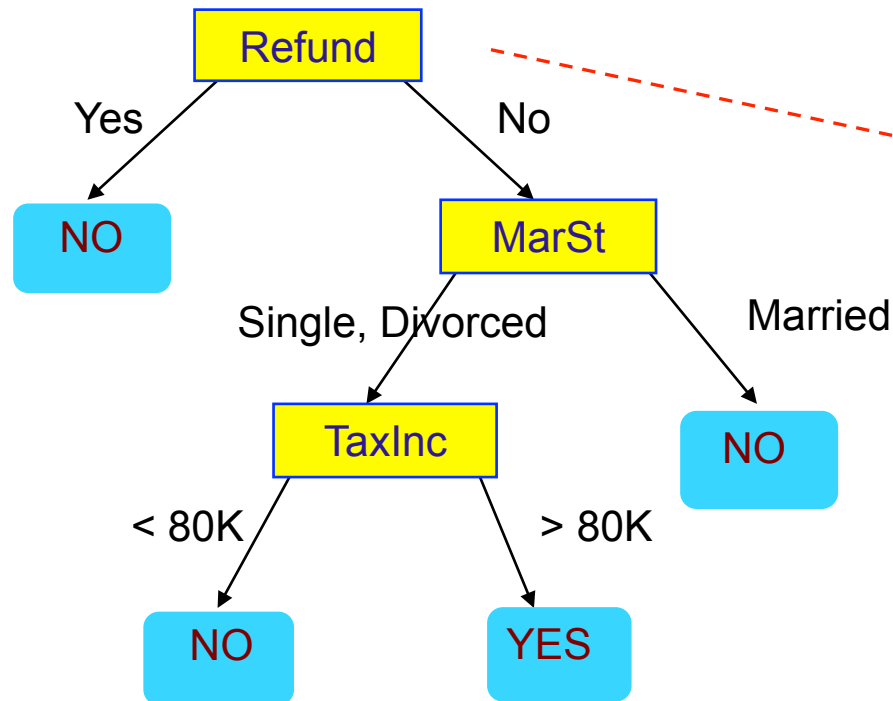 Refund
Yes
No
NO
MarSt
Single, Divorced
Married
TaxInc
NO
< 80K
> 80K
NO
YES